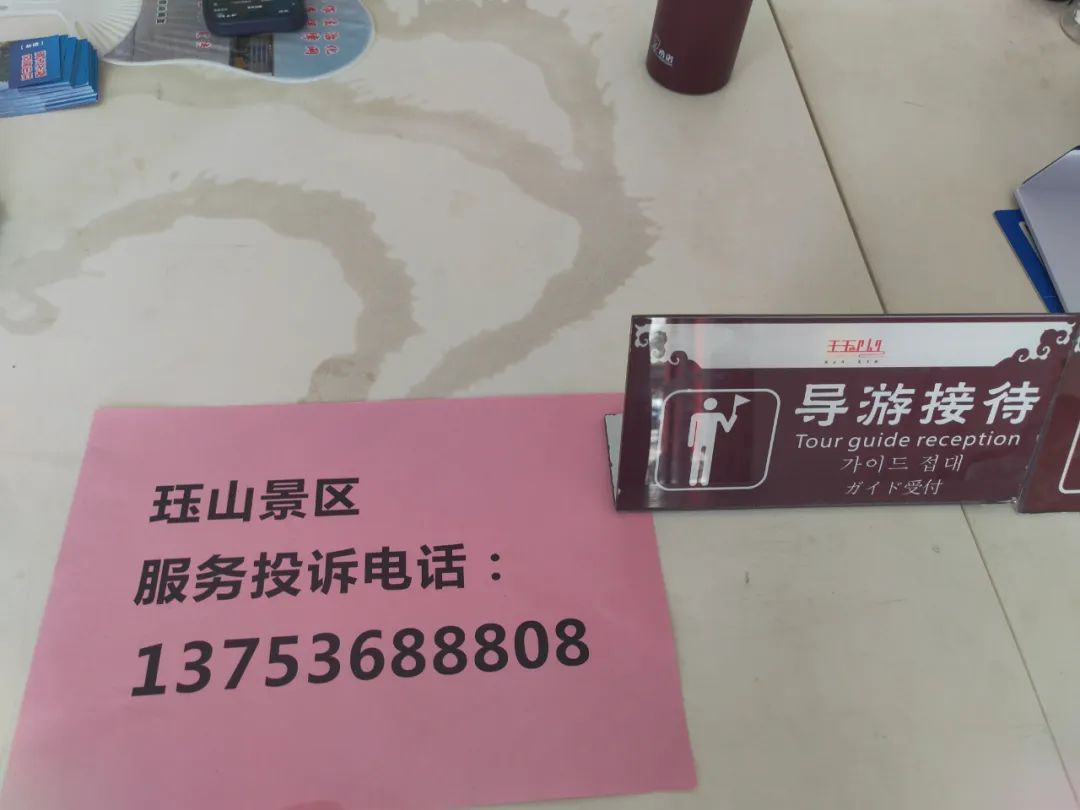 珏山景区
服务投诉电话：
13753688808
导游接待
Tour guide reception
가이드 접대
ガイド受付